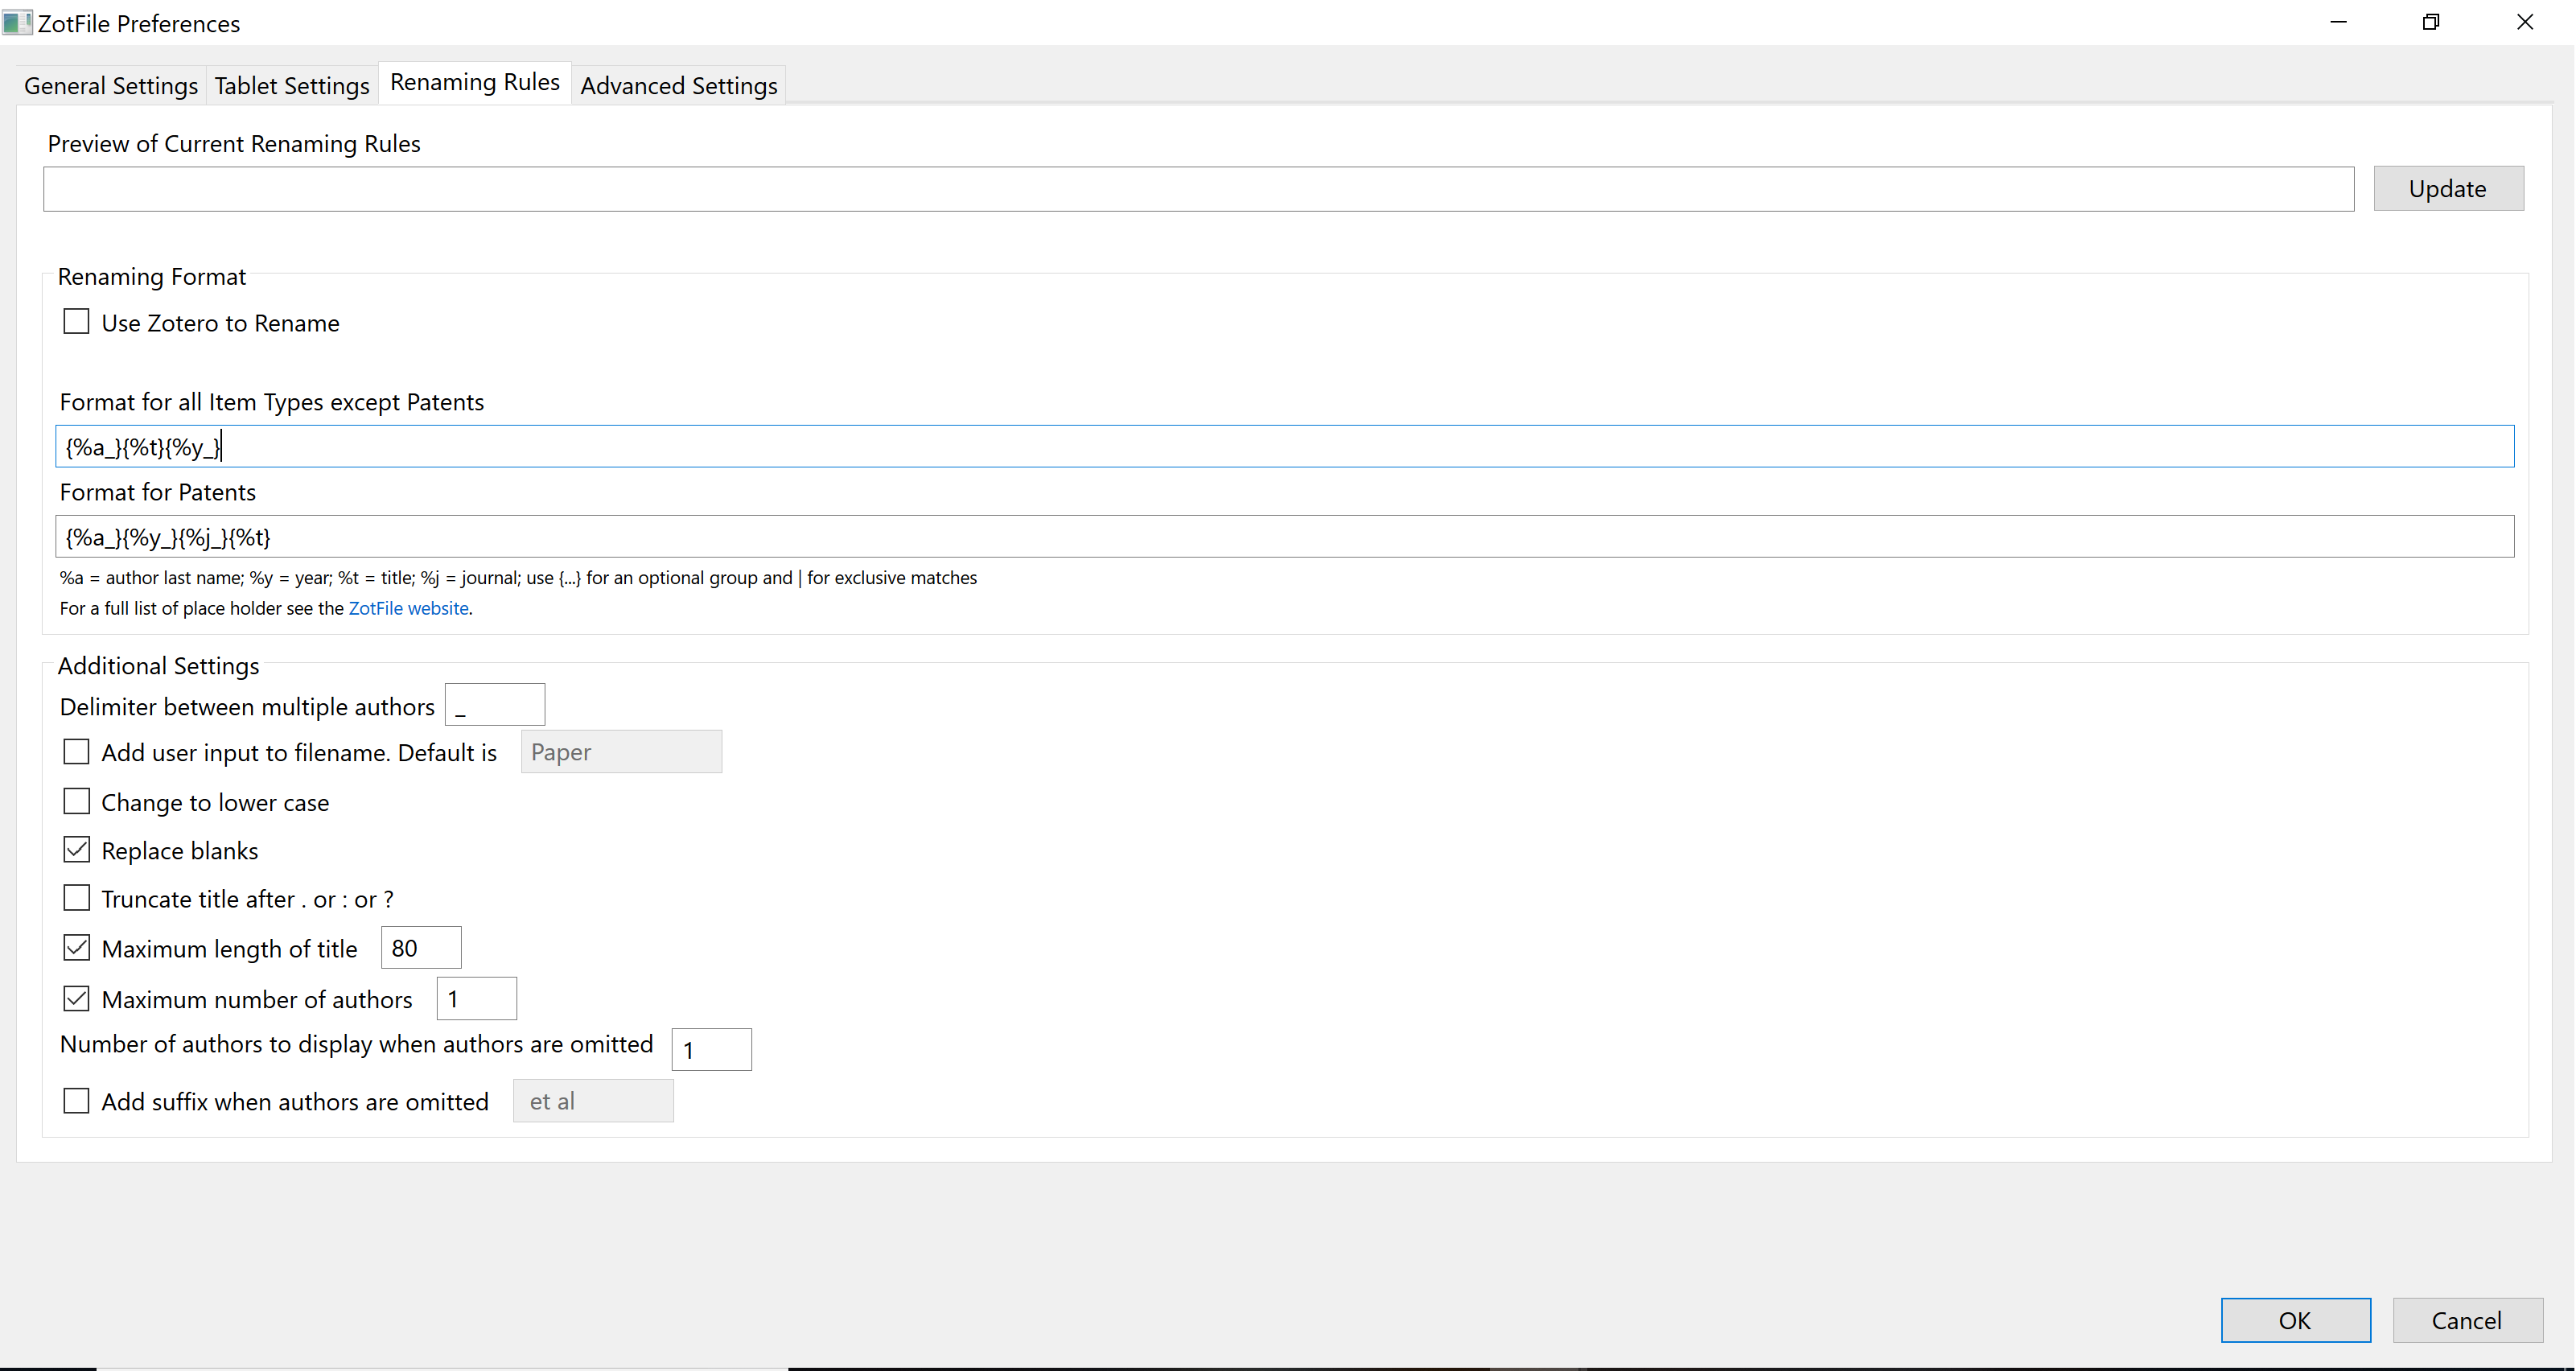 ZotFile Preferences
General Settings Tablet Settings Renaming Rules Advanced Settings
Preview of Current Renaming Rules
Update
Renaming Format
Use Zotero to Rename
Format for all Item Types except Patents
{%a_}{%t}{%y_}
Format for Patents
{%a_}{%y_}{%j_}{%t}
%a = author last name; %y = year; %t = title; %j = journal; use {...} for an optional group and | for exclusive matches
For a full list of place holder see the ZotFile website.
Additional Settings
Delimiter between multiple authors _
Add user input to filename. Default is Paper
Change to lower case
Replace blanks
Truncate title after . or : or ?
Maximum length of title 80
Maximum number of authors 1
Number of authors to display when authors are omitted 1
Add suffix when authors are omitted et al
OK Cancel